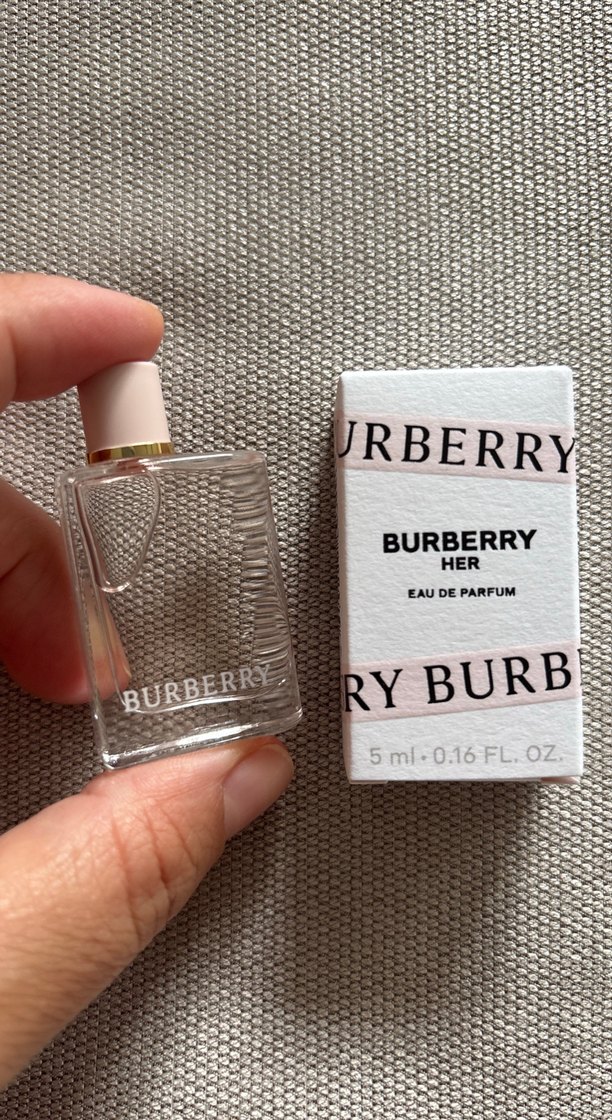 BURBERRY
URBERRY
BURBERRY
HER
EAU DE PARFUM
RY BURB
5 ml • 0.16 FL. OZ.